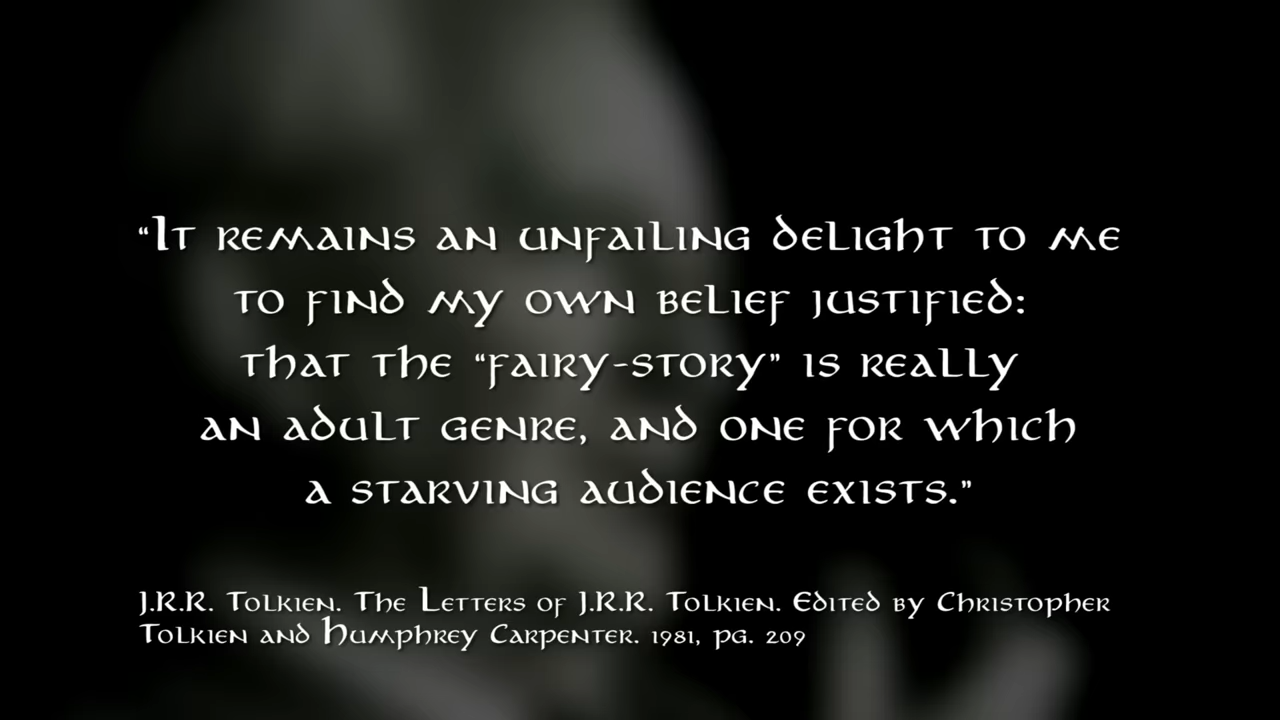 “It remains an unfailing delight to me
to find my own belief justified:
that the “fairy-story” is really
an adult genre, and one for which
a starving audience exists.”
J.R.R. Tolkien. The Letters of J.R.R. Tolkien. Edited by Christopher
Tolkien and Humphrey Carpenter. 1981, pg. 209